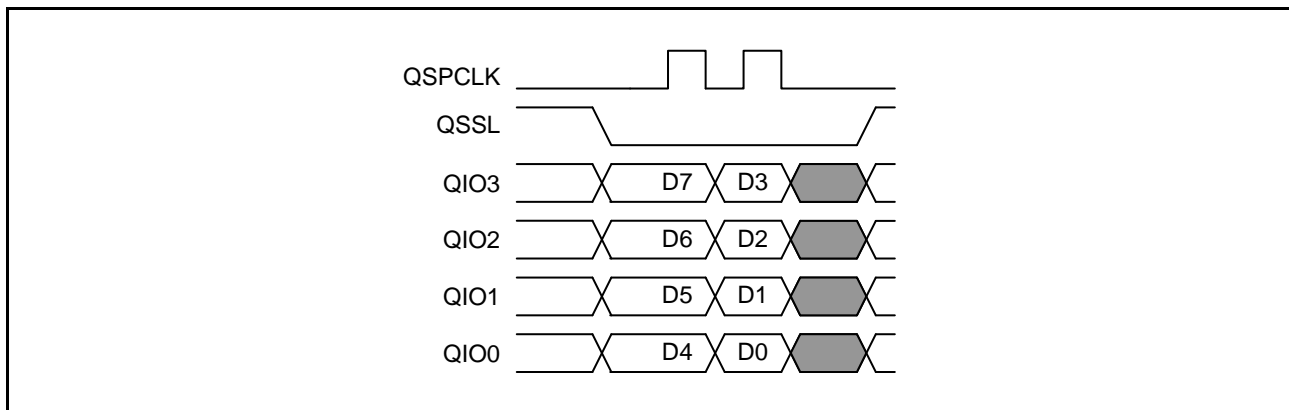 QSPCLK
QSSL
QIO3 D7 D3
QIO2 D6 D2
QIO1 D5 D1
QIO0 D4 D0